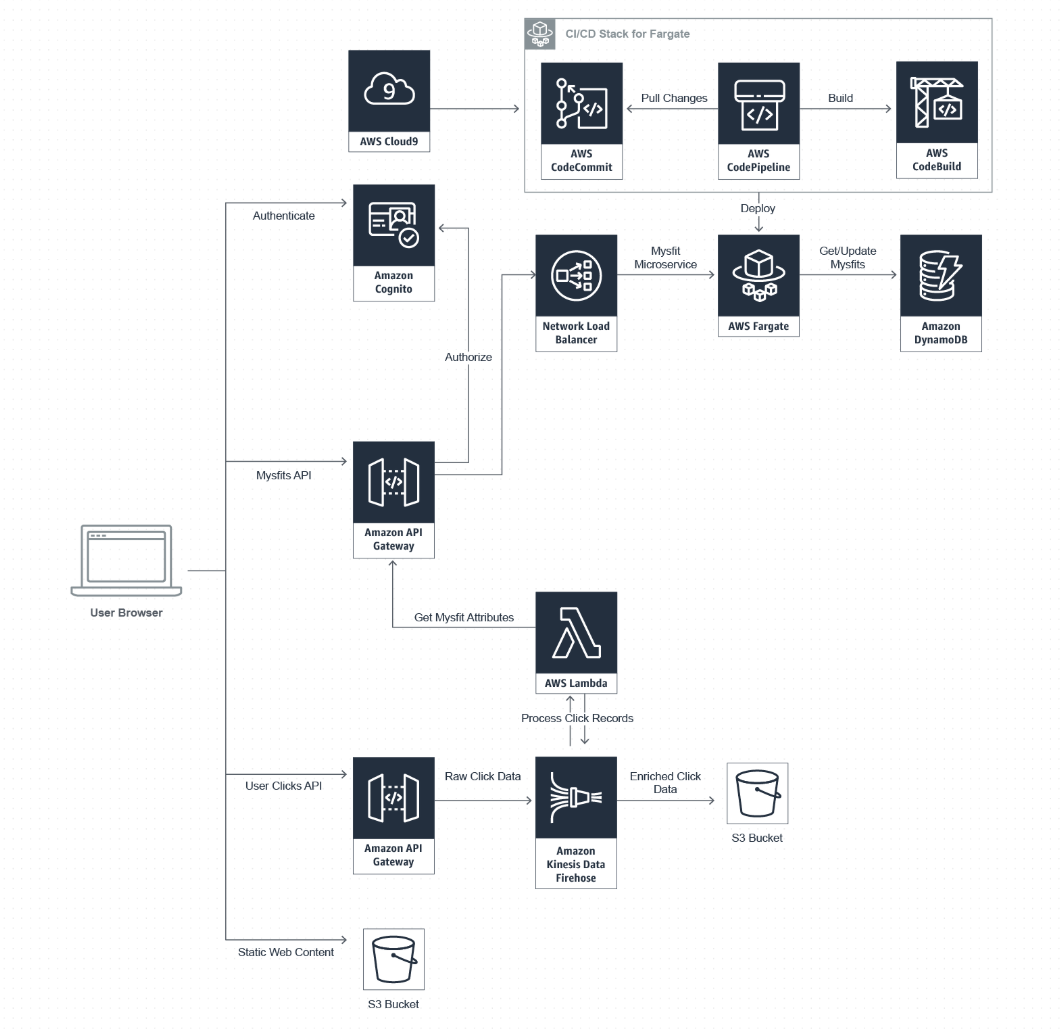 CI/CD Stack for Fargate
9
AWS Cloud9
Pull Changes
Build
AWS
CodeCommit
AWS
CodePipeline
AWS
CodeBuild
Authenticate
Deploy
Amazon
Cognito
Network Load
Balancer
Mysfit
Microservice
AWS Fargate
Get/Update
Mysfits
Amazon
DynamoDB
Authorize
Mysfits API
</>
Amazon API
Gateway
User Browser
Get Mysfit Attributes
AWS Lambda
Process Click Records
User Clicks API
</>
Amazon API
Gateway
Raw Click Data
Amazon
Kinesis Data
Firehose
Enriched Click
Data
S3 Bucket
Static Web Content
S3 Bucket